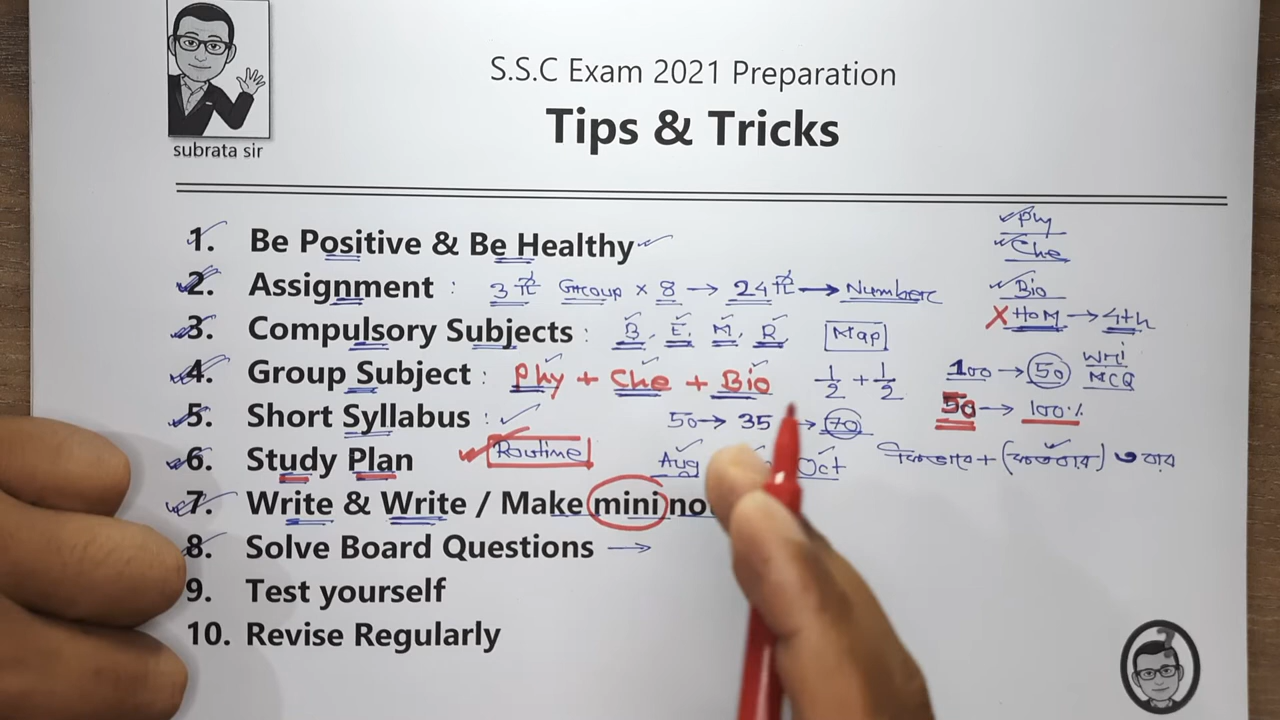 subrata sir
S.S.C Exam 2021 Preparation
Tips & Tricks
Phy
Che
Bio
X HoM → 4th
1. Be Positive & Be Healthy
2. Assignment : 3 টি Group × 8 → 24 টি → Number
3. Compulsory Subjects : B, E, M, R, Map
4. Group Subject : Phy + Che + Bio 1/2 + 1/2
100 → 50 MCQ
5. Short Syllabus : 50 → 35 → 70
50 → 100%
6. Study Plan Routine Aug Oct
কিভাবে + (কতবার) ৩ বার
7. Write & Write / Make mini no
8. Solve Board Questions →
9. Test yourself
10. Revise Regularly